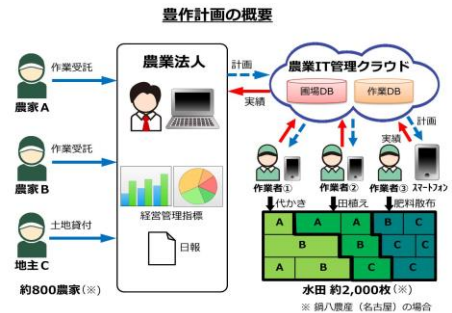 豊作計画の概要
農業法人
作業受託
農家A
作業受託
農家B
土地貸付
地主C
約800農家(※)
経営管理指標
日報
計画
実績
農業IT管理クラウド
圃場DB
作業DB
計画
実績
作業者①
作業者②
作業者③
スマートフォン
代かき
田植え
肥料散布
A A A B C
B B C C
A B C C
水田 約2,000枚(※)
※ 鍋八農産（名古屋）の場合